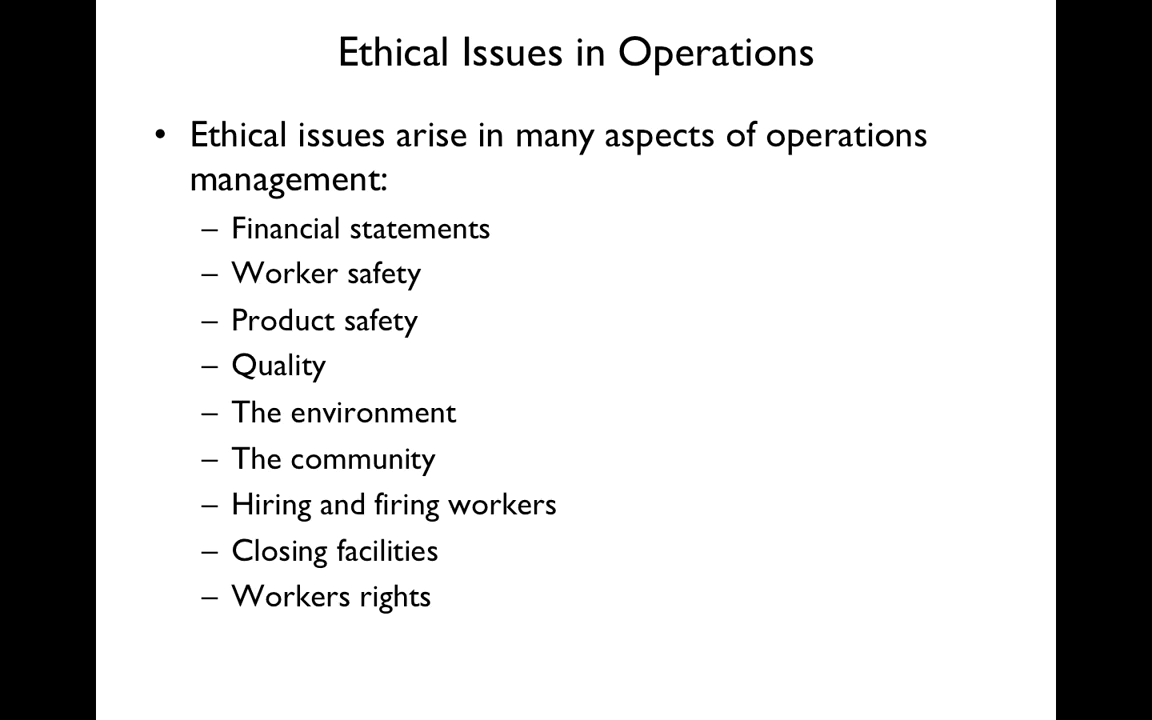 Ethical Issues in Operations
• Ethical issues arise in many aspects of operations
management:
– Financial statements
– Worker safety
– Product safety
– Quality
– The environment
– The community
– Hiring and firing workers
– Closing facilities
– Workers rights